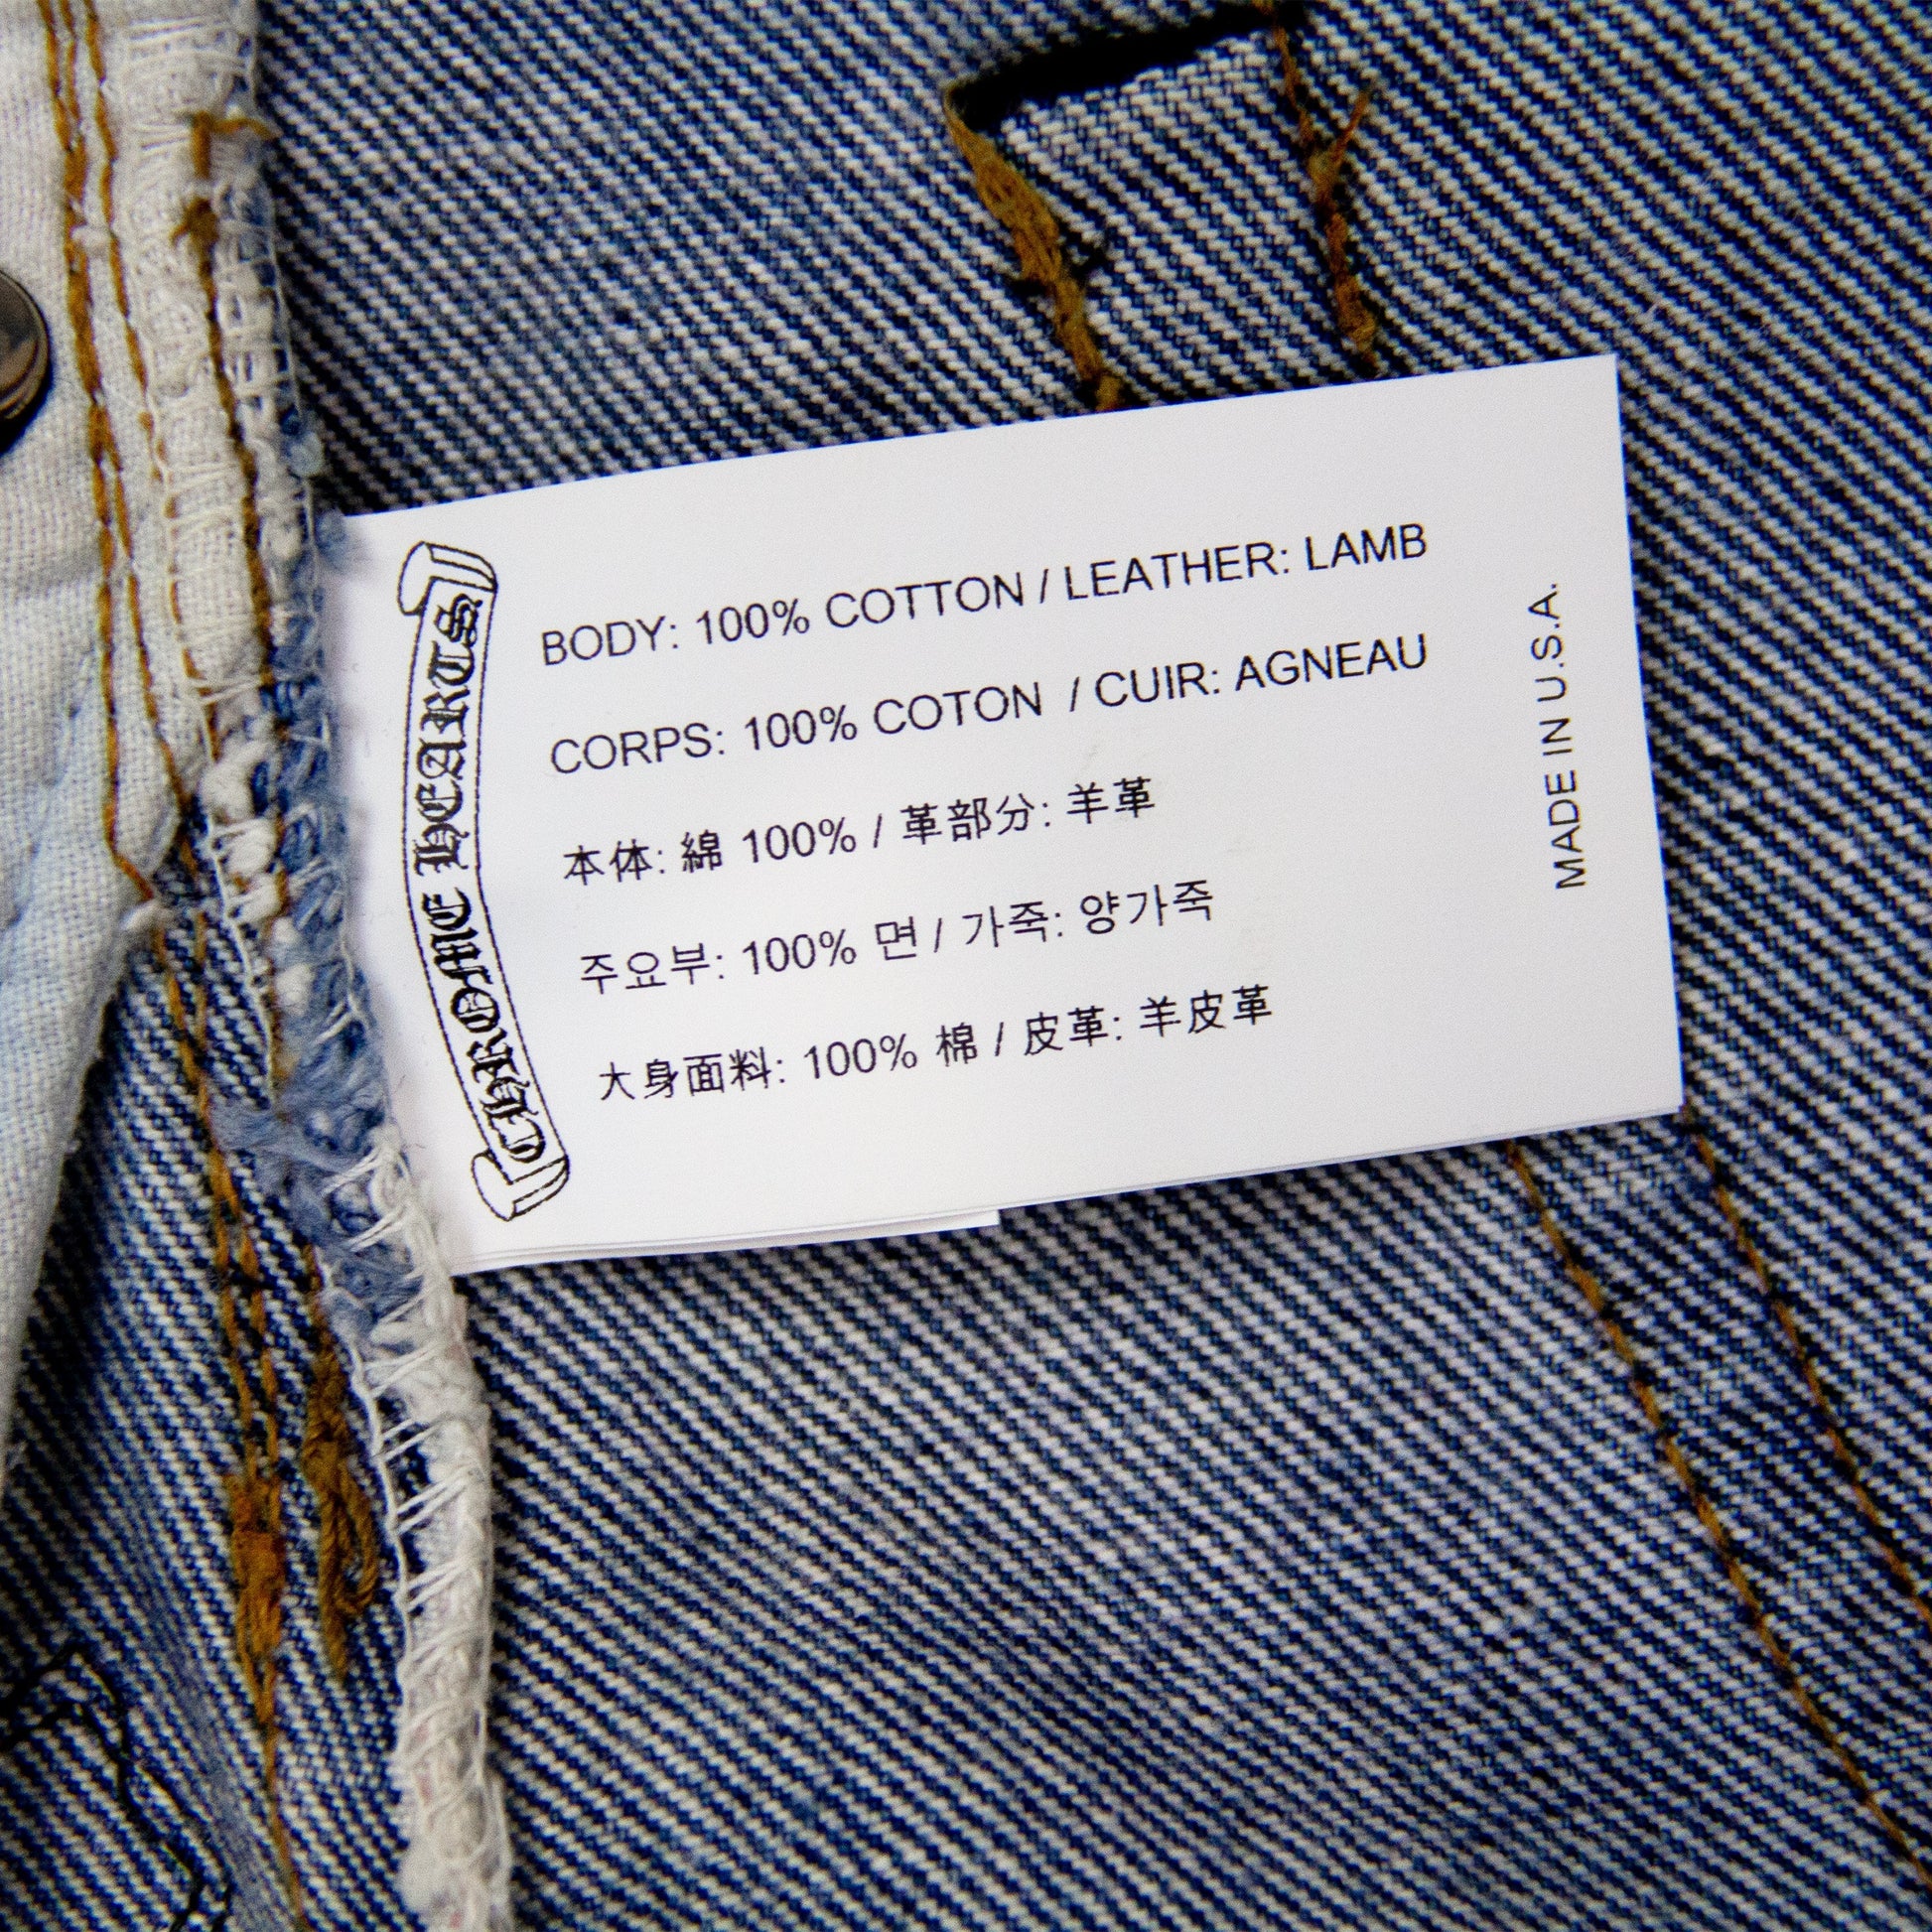 CHROME HEARTS
BODY: 100% COTTON / LEATHER: LAMB
CORPS: 100% COTON / CUIR: AGNEAU
本体: 綿 100% / 革部分: 羊革
주요부: 100% 면 / 가죽: 양가죽
大身面料: 100% 棉 / 皮革: 羊皮革
MADE IN U.S.A.